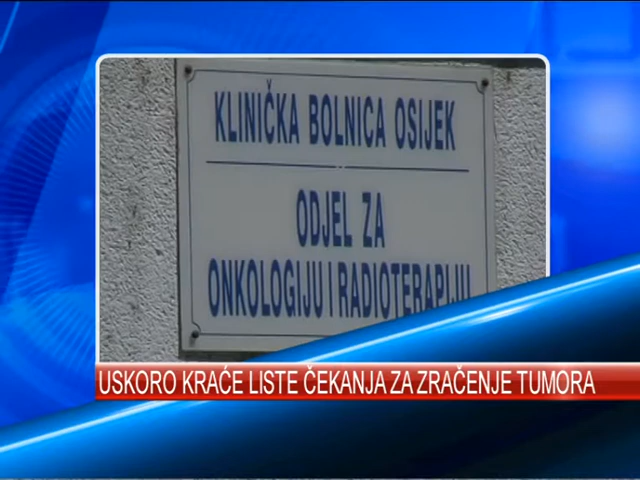 KLINIČKA BOLNICA OSIJEK
ODJEL ZA
ONKOLOGIJU I RADIOTERAPIJU
USKORO KRAĆE LISTE ČEKANJA ZA ZRAČENJE TUMORA